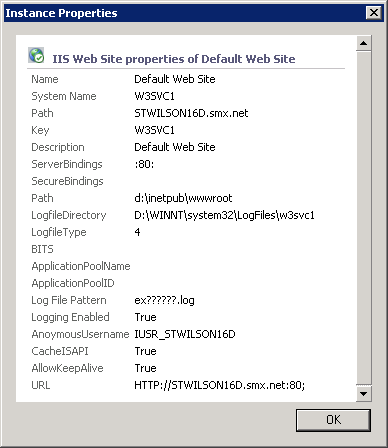 Instance Properties
IIS Web Site properties of Default Web Site
Name Default Web Site
System Name W3SVC1
Path STWILSON16D.smx.net
Key W3SVC1
Description Default Web Site
ServerBindings :80:
SecureBindings
Path d:\inetpub\wwwroot
LogfileDirectory D:\WINNT\system32\LogFiles\w3svc1
LogfileType 4
BITS
ApplicationPoolName
ApplicationPoolID
Log File Pattern ex??????.log
Logging Enabled True
AnoymousUsername IUSR_STWILSON16D
CacheISAPI True
AllowKeepAlive True
URL HTTP://STWILSON16D.smx.net:80;
OK